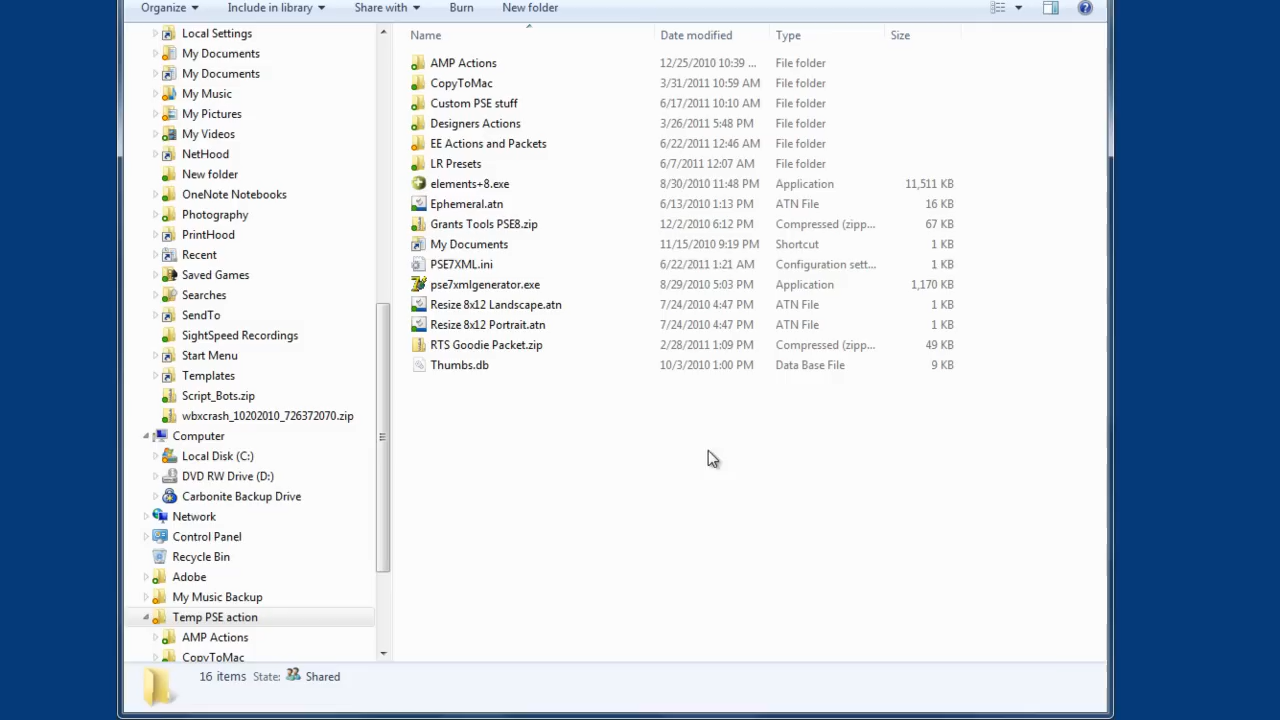 Organize Include in library Share with Burn New folder
Name Date modified Type Size
Local Settings
My Documents
My Documents
My Music
My Pictures
My Videos
NetHood
New folder
OneNote Notebooks
Photography
PrintHood
Recent
Saved Games
Searches
SendTo
SightSpeed Recordings
Start Menu
Templates
Script_Bots.zip
wbxcrash_10202010_726372070.zip
Computer
Local Disk (C:)
DVD RW Drive (D:)
Carbonite Backup Drive
Network
Control Panel
Recycle Bin
Adobe
My Music Backup
Temp PSE action
AMP Actions
CopyToMac
AMP Actions 12/25/2010 10:39 ... File folder
CopyToMac 3/31/2011 10:59 AM File folder
Custom PSE stuff 6/17/2011 10:10 AM File folder
Designers Actions 3/26/2011 5:48 PM File folder
EE Actions and Packets 6/22/2011 12:46 AM File folder
LR Presets 6/7/2011 12:07 AM File folder
elements+8.exe 8/30/2010 11:48 PM Application 11,511 KB
Ephemeral.atn 6/13/2010 1:13 PM ATN File 16 KB
Grants Tools PSE8.zip 12/2/2010 6:12 PM Compressed (zipp... 67 KB
My Documents 11/15/2010 9:19 PM Shortcut 1 KB
PSE7XML.ini 6/22/2011 1:21 AM Configuration sett... 1 KB
pse7xmlgenerator.exe 8/29/2010 5:03 PM Application 1,170 KB
Resize 8x12 Landscape.atn 7/24/2010 4:47 PM ATN File 1 KB
Resize 8x12 Portrait.atn 7/24/2010 4:47 PM ATN File 1 KB
RTS Goodie Packet.zip 2/28/2011 1:09 PM Compressed (zipp... 49 KB
Thumbs.db 10/3/2010 1:00 PM Data Base File 9 KB
16 items State: Shared